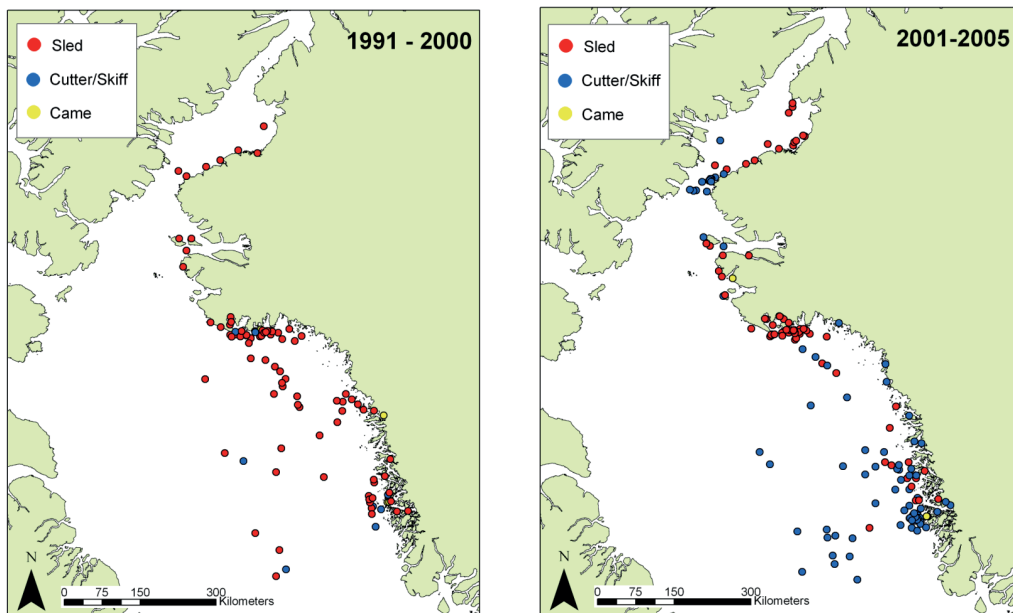 1991 - 2000
Sled
Cutter/Skiff
Came
N
0 75 150 300
Kilometers
2001-2005
Sled
Cutter/Skiff
Came
N
0 75 150 300
Kilometers